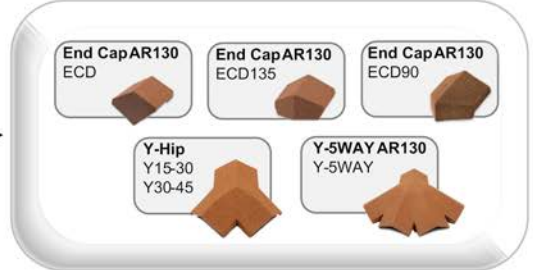 End CapAR130
ECD
End CapAR130
ECD135
End CapAR130
ECD90
Y-Hip
Y15-30
Y30-45
Y-5WAY AR130
Y-5WAY